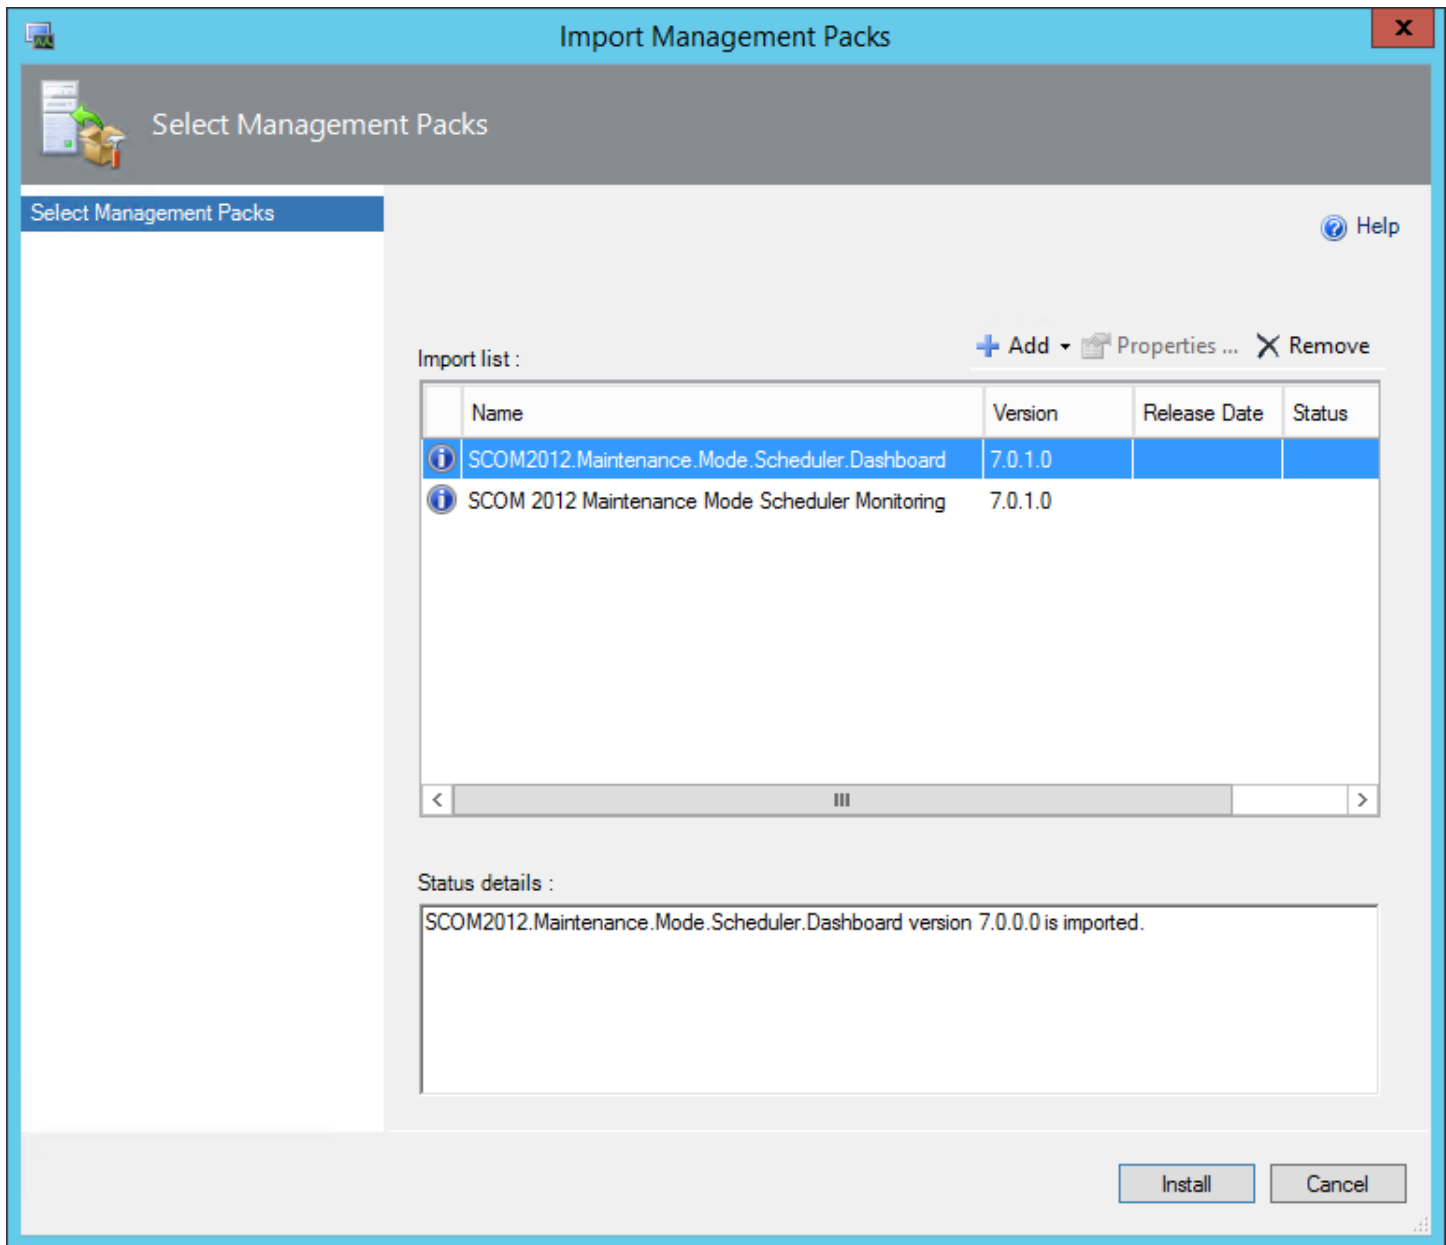 Import Management Packs
x
Select Management Packs
Select Management Packs
Help
Import list :
Add
Properties ...
Remove
Name Version Release Date Status
SCOM2012.Maintenance.Mode.Scheduler.Dashboard 7.0.1.0
SCOM 2012 Maintenance Mode Scheduler Monitoring 7.0.1.0
Status details :
SCOM2012.Maintenance.Mode.Scheduler.Dashboard version 7.0.0.0 is imported.
Install Cancel